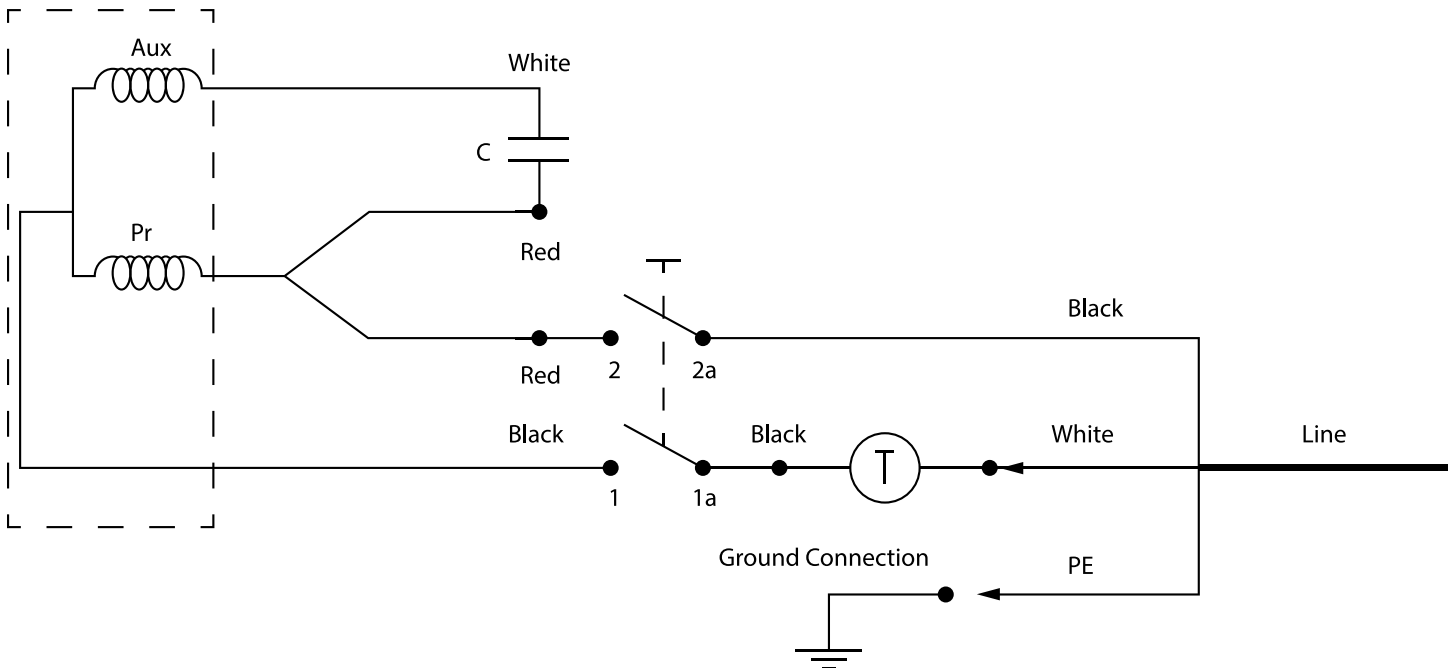 Aux
White
C
Pr
Red
Black
Red
2
2a
Black
Black
White
Line
1
1a
Ground Connection
PE
T